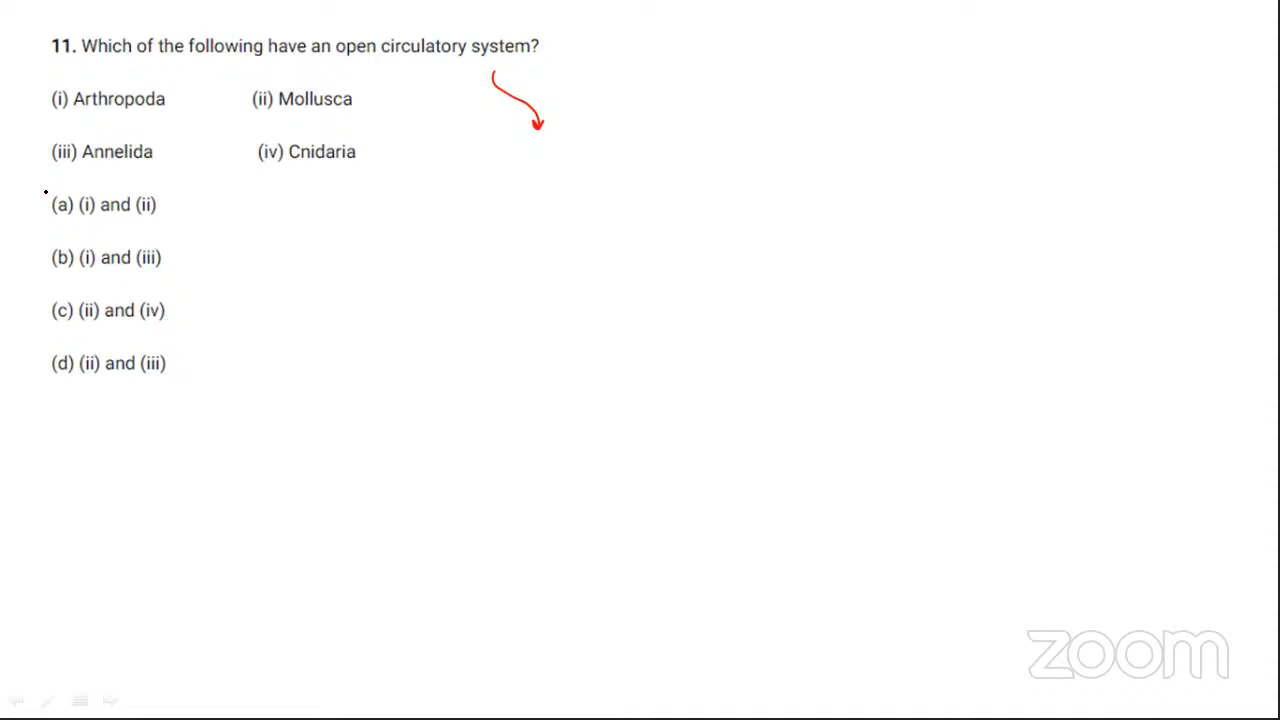 11. Which of the following have an open circulatory system?
(i) Arthropoda (ii) Mollusca
(iii) Annelida (iv) Cnidaria
(a) (i) and (ii)
(b) (i) and (iii)
(c) (ii) and (iv)
(d) (ii) and (iii)
zoom